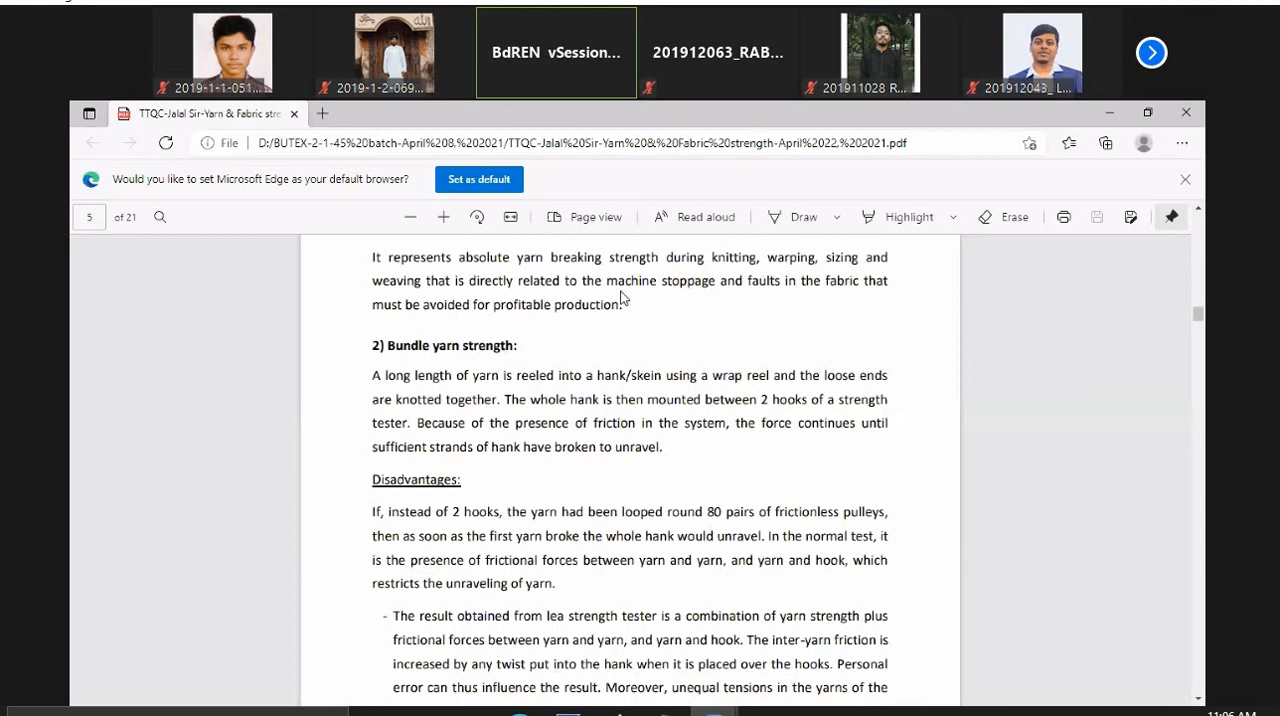 BdREN vSession...
201912063_RAB...
2019-1-1-051...
2019-1-2-069...
201911028 R...
201912043_ L...
TTQC-Jalal Sir-Yarn & Fabric stre
File
D:/BUTEX-2-1-45%20batch-April%208,%202021/TTQC-Jalal%20Sir-Yarn%20&%20Fabric%20strength-April%2022,%202021.pdf
Would you like to set Microsoft Edge as your default browser?
Set as default
5 of 21
Page view
Read aloud
Draw
Highlight
Erase
It represents absolute yarn breaking strength during knitting, warping, sizing and
weaving that is directly related to the machine stoppage and faults in the fabric that
must be avoided for profitable production.
2) Bundle yarn strength:
A long length of yarn is reeled into a hank/skein using a wrap reel and the loose ends
are knotted together. The whole hank is then mounted between 2 hooks of a strength
tester. Because of the presence of friction in the system, the force continues until
sufficient strands of hank have broken to unravel.
Disadvantages:
If, instead of 2 hooks, the yarn had been looped round 80 pairs of frictionless pulleys,
then as soon as the first yarn broke the whole hank would unravel. In the normal test, it
is the presence of frictional forces between yarn and yarn, and yarn and hook, which
restricts the unraveling of yarn.
- The result obtained from lea strength tester is a combination of yarn strength plus
frictional forces between yarn and yarn, and yarn and hook. The inter-yarn friction is
increased by any twist put into the hank when it is placed over the hooks. Personal
error can thus influence the result. Moreover, unequal tensions in the yarns of the